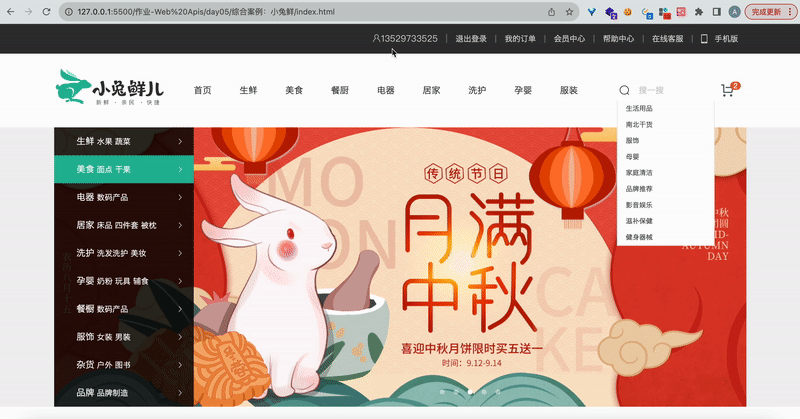 127.0.0.1:5500/作业-Web%20Apis/day05/综合案例：小兔鲜/index.html
A
完成更新
13529733525 | 退出登录 | 我的订单 | 会员中心 | 帮助中心 | 在线客服 | 手机版
小兔鲜儿
新鲜·亲民·快捷
首页 生鲜 美食 餐厨 电器 居家 洗护 孕婴 服装
搜一搜
2
生活用品
南北干货
服饰
母婴
家庭清洁
品牌推荐
影音娱乐
滋补保健
健身器械
生鲜 水果 蔬菜
美食 面点 干果
电器 数码产品
居家 床品 四件套 被枕
洗护 洗发洗护 美妆
孕婴 奶粉 玩具 辅食
餐橱 数码产品
服饰 女装 男装
杂货 户外 图书
品牌 品牌制造
MO
ON
传统节日
月满
中秋
喜迎中秋月饼限时买五送一
时间：9.12-9.14
CA
KE
AUTUMN
DAY